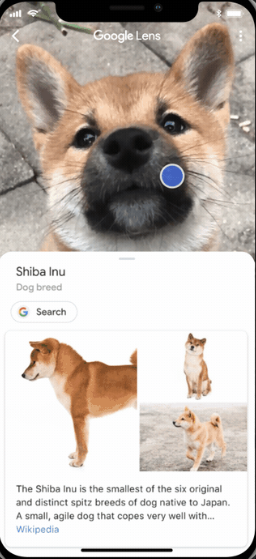 Google Lens
Shiba Inu
Dog breed
Search
The Shiba Inu is the smallest of the six original
and distinct spitz breeds of dog native to Japan.
A small, agile dog that copes very well with...
Wikipedia